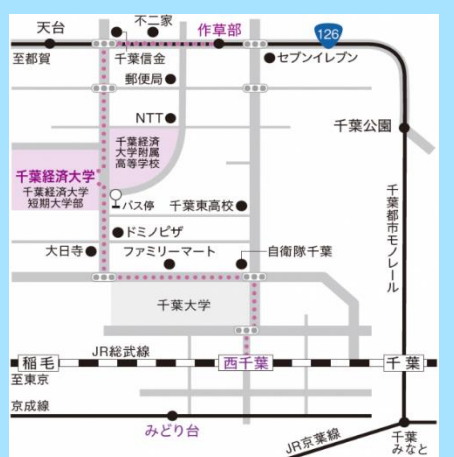 不二家
天台
作草部
126
至都賀
千葉信金
セブンイレブン
郵便局
NTT
千葉公園
千葉経済
大学附属
高等学校
千葉経済大学
千葉経済大学
短期大学部
バス停
千葉東高校
千葉都市モノレール
ドミノピザ
大日寺
ファミリーマート
自衛隊千葉
千葉大学
JR総武線
稲毛
西千葉
千葉
至東京
京成線
みどり台
JR京葉線
千葉
みなと